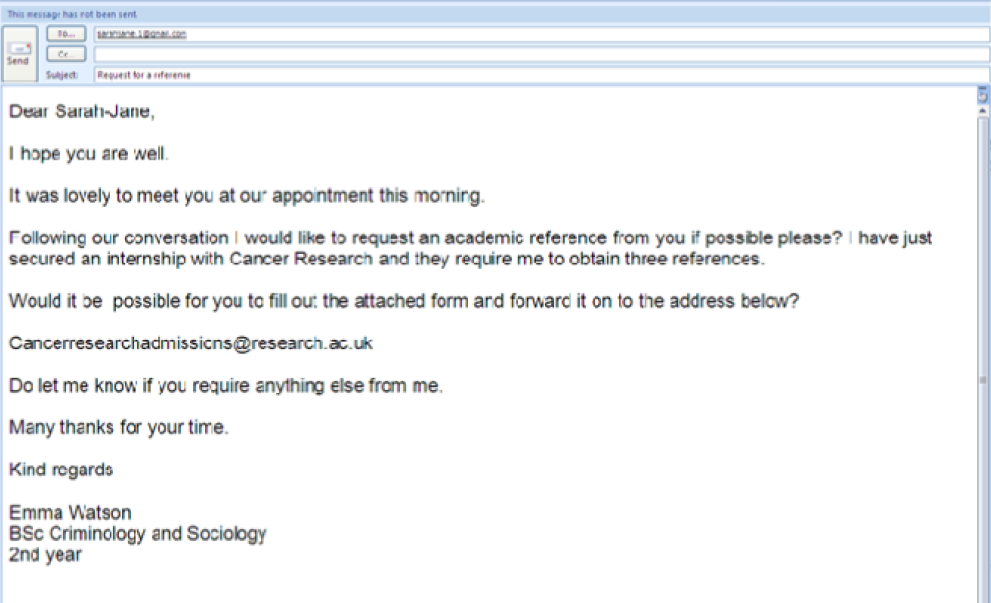 This message has not been sent.
To...
Send
Cc...
Subject: Request for a reference
Dear Sarah-Jane,
I hope you are well.
It was lovely to meet you at our appointment this morning.
Following our conversation I would like to request an academic reference from you if possible please? I have just
secured an internship with Cancer Research and they require me to obtain three references.
Would it be possible for you to fill out the attached form and forward it on to the address below?
Cancerresearchadmissions@research.ac.uk
Do let me know if you require anything else from me.
Many thanks for your time.
Kind regards
Emma Watson
BSc Criminology and Sociology
2nd year